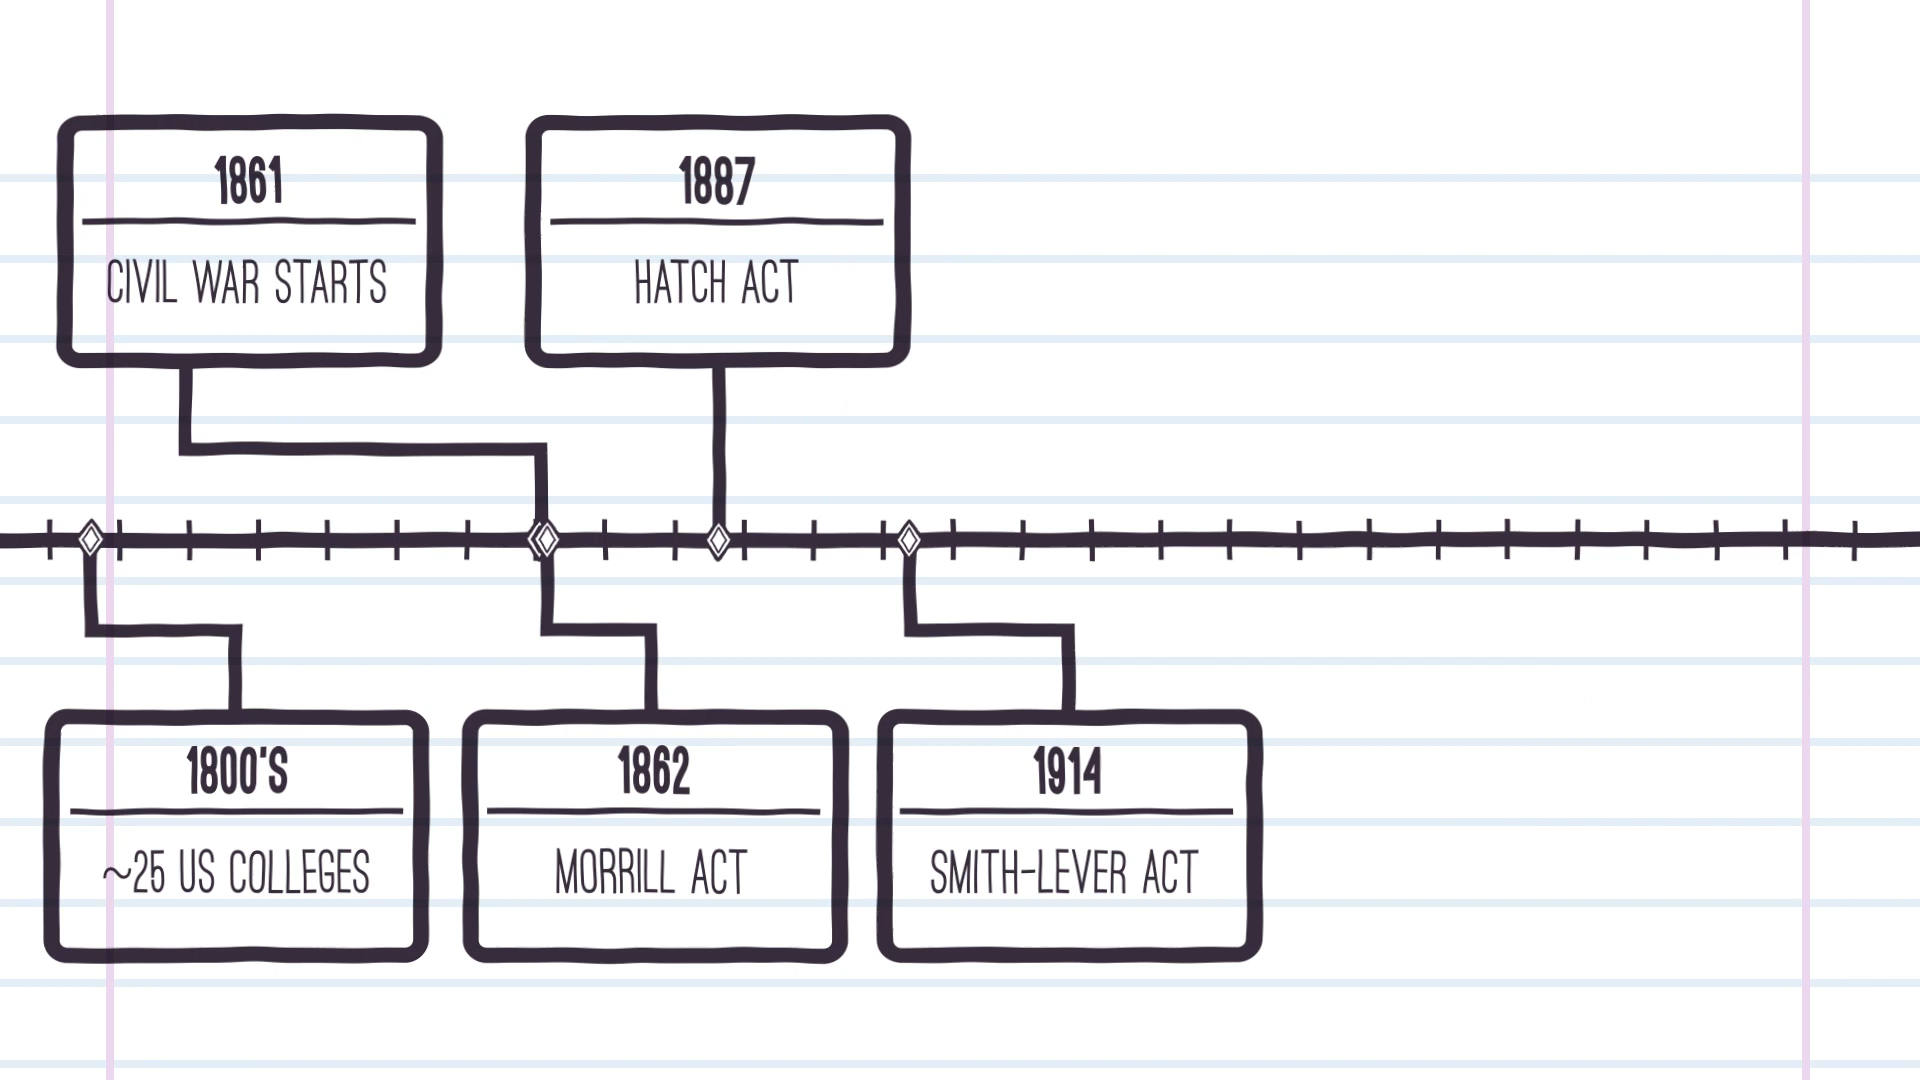 1861
CIVIL WAR STARTS
1887
HATCH ACT
1800'S
~25 US COLLEGES
1862
MORRILL ACT
1914
SMITH-LEVER ACT